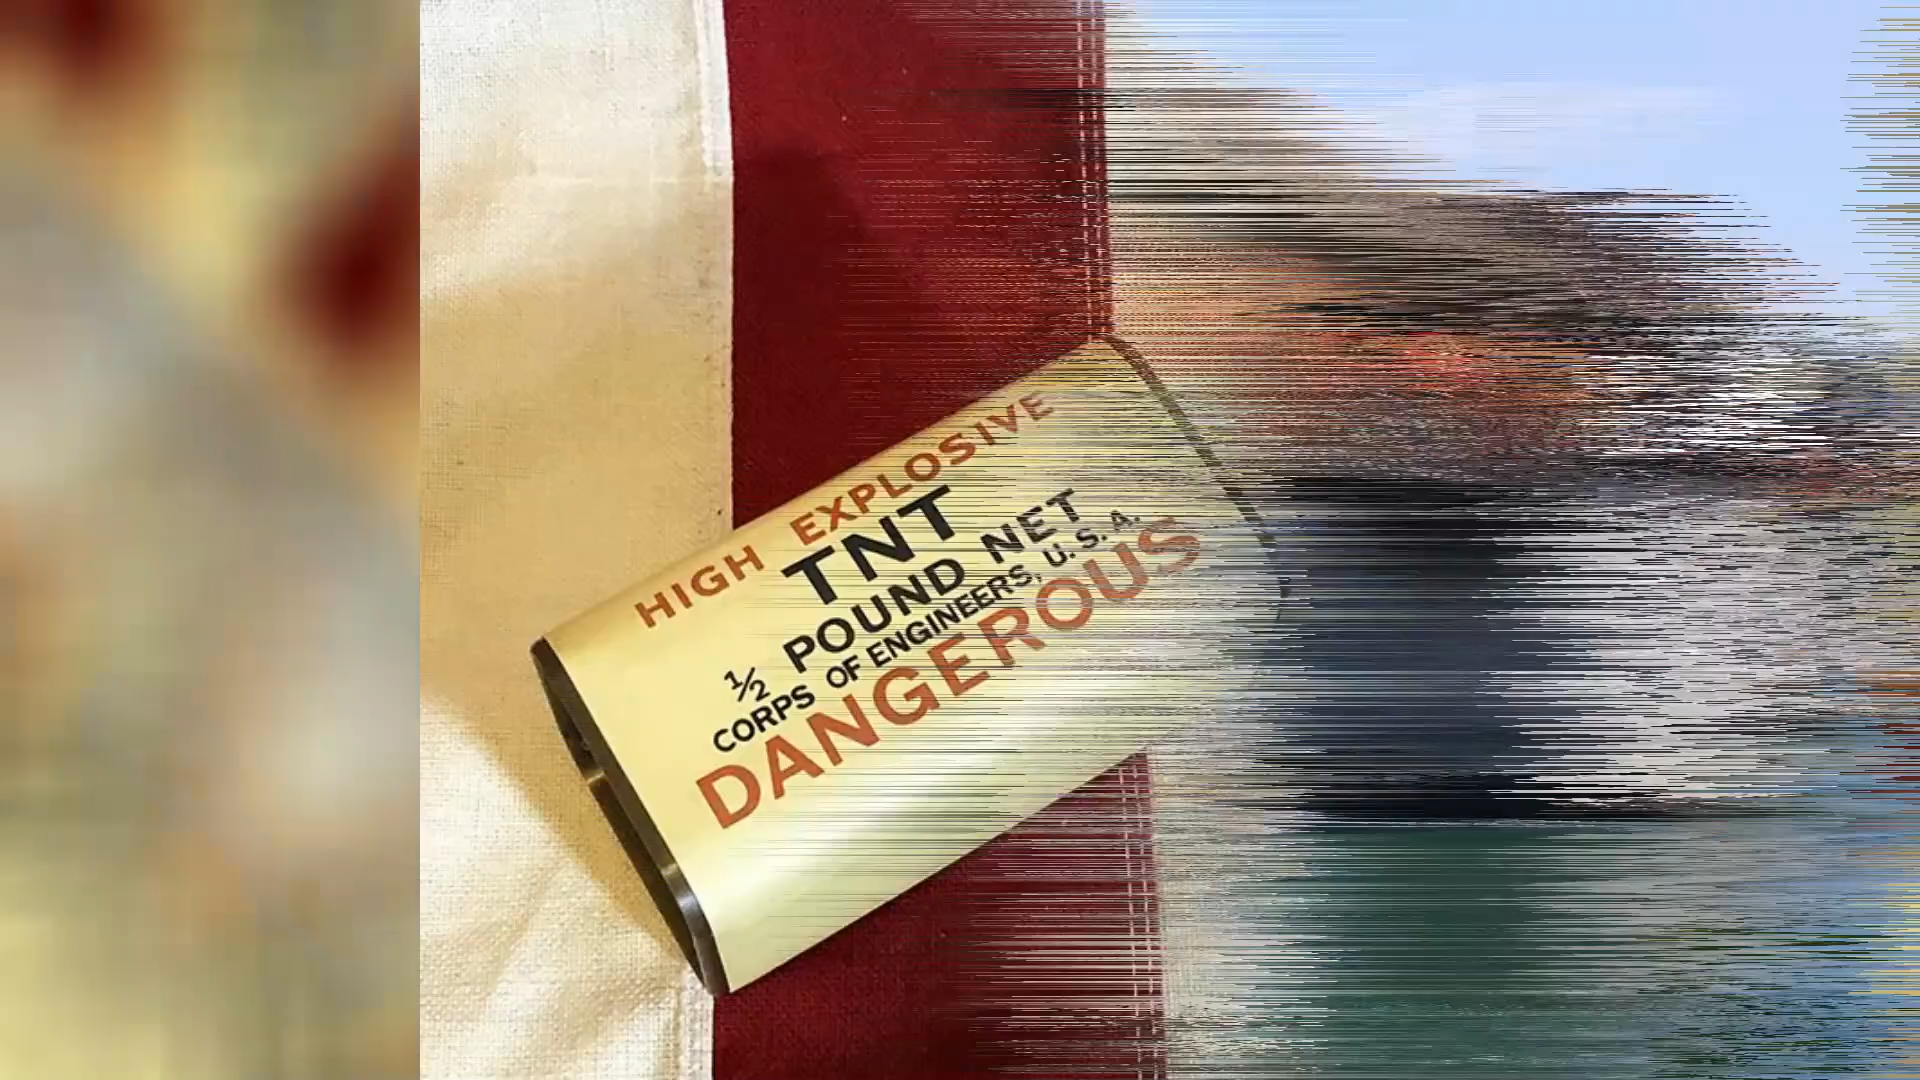 HIGH EXPLOSIVE
TNT
½ POUND NET
CORPS OF ENGINEERS, U. S. A.
DANGEROUS